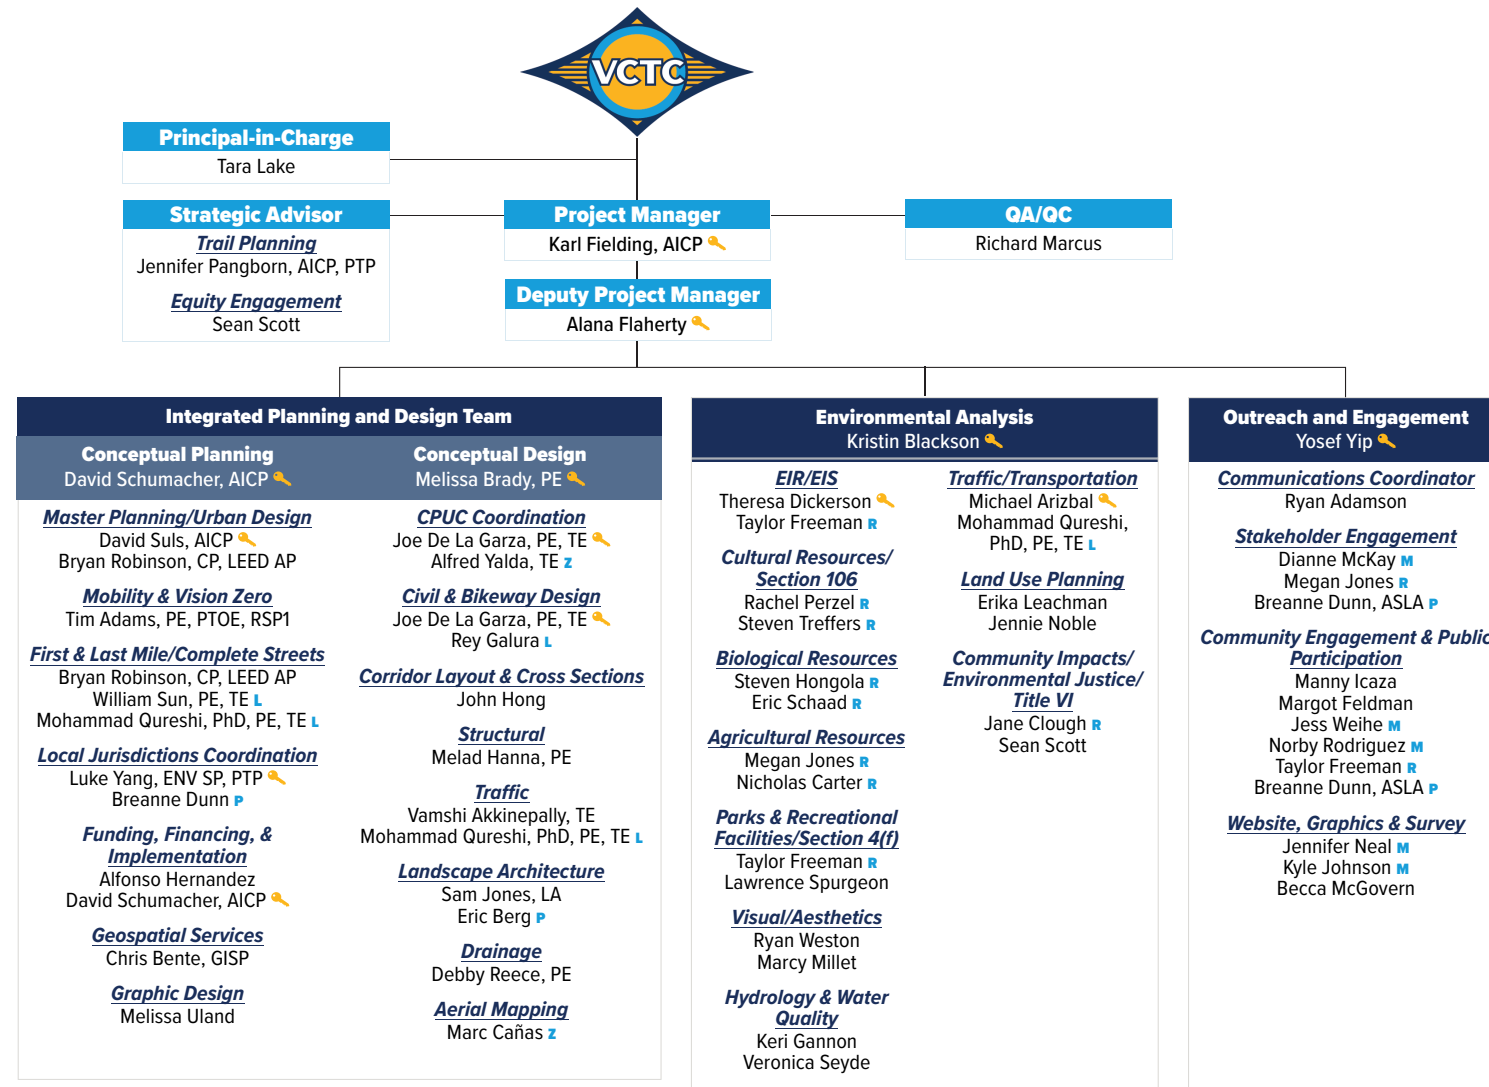 VCTC
Principal-in-Charge
Tara Lake
Strategic Advisor
Trail Planning
Jennifer Pangborn, AICP, PTP
Equity Engagement
Sean Scott
Project Manager
Karl Fielding, AICP
Deputy Project Manager
Alana Flaherty
QA/QC
Richard Marcus
Integrated Planning and Design Team
Conceptual Planning
David Schumacher, AICP
Master Planning/Urban Design
David Suls, AICP
Bryan Robinson, CP, LEED AP
Mobility & Vision Zero
Tim Adams, PE, PTOE, RSP1
First & Last Mile/Complete Streets
Bryan Robinson, CP, LEED AP
William Sun, PE, TE L
Mohammad Qureshi, PhD, PE, TE L
Local Jurisdictions Coordination
Luke Yang, ENV SP, PTP
Breanne Dunn P
Funding, Financing, &
Implementation
Alfonso Hernandez
David Schumacher, AICP
Geospatial Services
Chris Bente, GISP
Graphic Design
Melissa Uland
Conceptual Design
Melissa Brady, PE
CPUC Coordination
Joe De La Garza, PE, TE
Alfred Yalda, TE Z
Civil & Bikeway Design
Joe De La Garza, PE, TE
Rey Galura L
Corridor Layout & Cross Sections
John Hong
Structural
Melad Hanna, PE
Traffic
Vamshi Akkinepally, TE
Mohammad Qureshi, PhD, PE, TE L
Landscape Architecture
Sam Jones, LA
Eric Berg P
Drainage
Debby Reece, PE
Aerial Mapping
Marc Cañas Z
Environmental Analysis
Kristin Blackson
EIR/EIS
Theresa Dickerson
Taylor Freeman R
Cultural Resources/
Section 106
Rachel Perzel R
Steven Treffers R
Biological Resources
Steven Hongola R
Eric Schaad R
Agricultural Resources
Megan Jones R
Nicholas Carter R
Parks & Recreational
Facilities/Section 4(f)
Taylor Freeman R
Lawrence Spurgeon
Visual/Aesthetics
Ryan Weston
Marcy Millet
Hydrology & Water
Quality
Keri Gannon
Veronica Seyde
Traffic/Transportation
Michael Arizbal
Mohammad Qureshi,
PhD, PE, TE L
Land Use Planning
Erika Leachman
Jennie Noble
Community Impacts/
Environmental Justice/
Title VI
Jane Clough R
Sean Scott
Outreach and Engagement
Yosef Yip
Communications Coordinator
Ryan Adamson
Stakeholder Engagement
Dianne McKay M
Megan Jones R
Breanne Dunn, ASLA P
Community Engagement & Public
Participation
Manny Icaza
Margot Feldman
Jess Weihe M
Norby Rodriguez M
Taylor Freeman R
Breanne Dunn, ASLA P
Website, Graphics & Survey
Jennifer Neal M
Kyle Johnson M
Becca McGovern